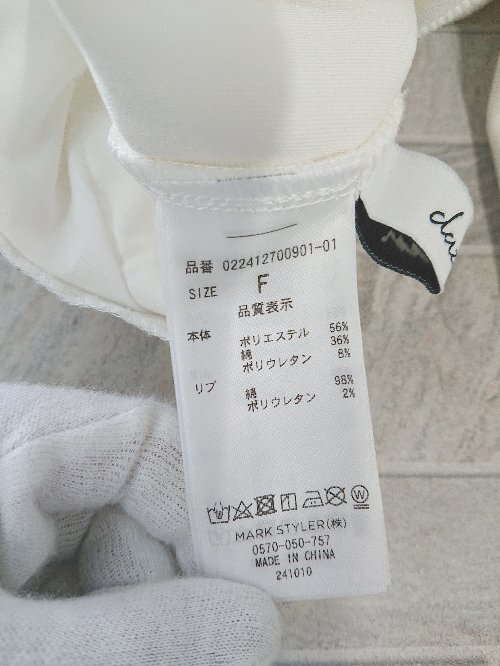 品番 022412700901-01
SIZE F
品質表示
本体 ポリエステル 56%
綿 36%
ポリウレタン 8%
リブ 綿 98%
ポリウレタン 2%
MARK STYLER(株)
0570-050-757
MADE IN CHINA
241010